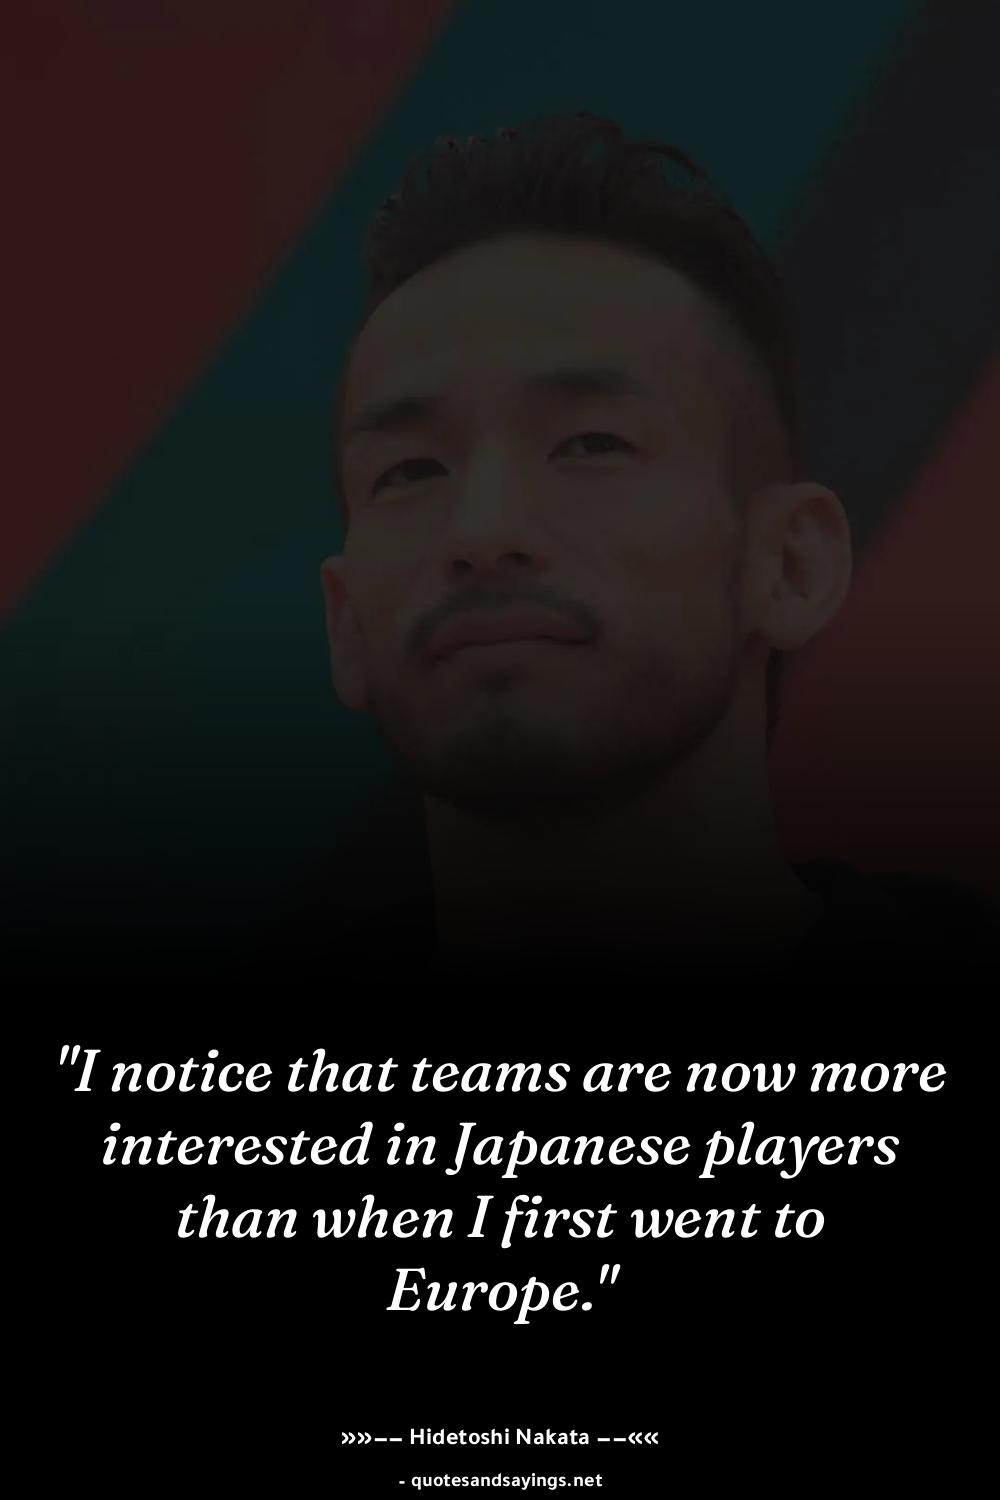 "I notice that teams are now more
interested in Japanese players
than when I first went to
Europe."
»»–– Hidetoshi Nakata ––««
- quotesandsayings.net